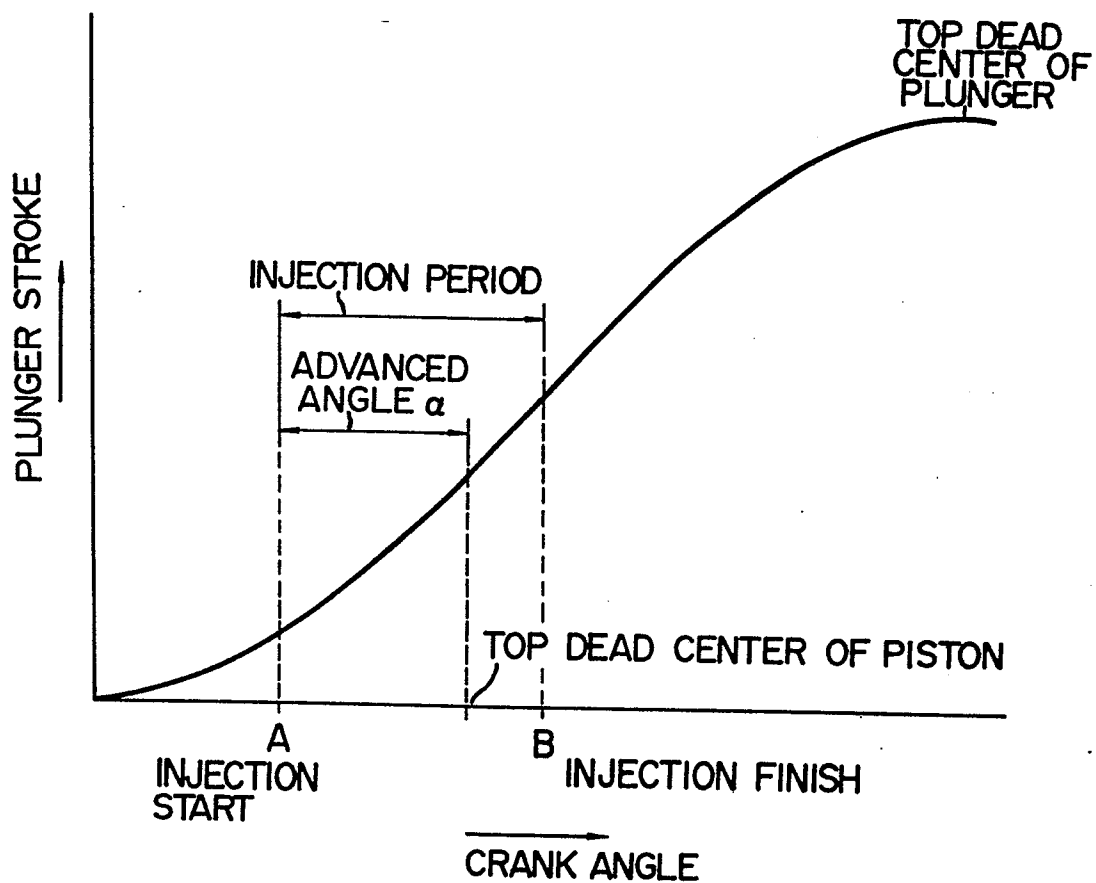 TOP DEAD
CENTER OF
PLUNGER
PLUNGER STROKE
INJECTION PERIOD
ADVANCED
ANGLE α
TOP DEAD CENTER OF PISTON
A
B
INJECTION
START
INJECTION FINISH
CRANK ANGLE